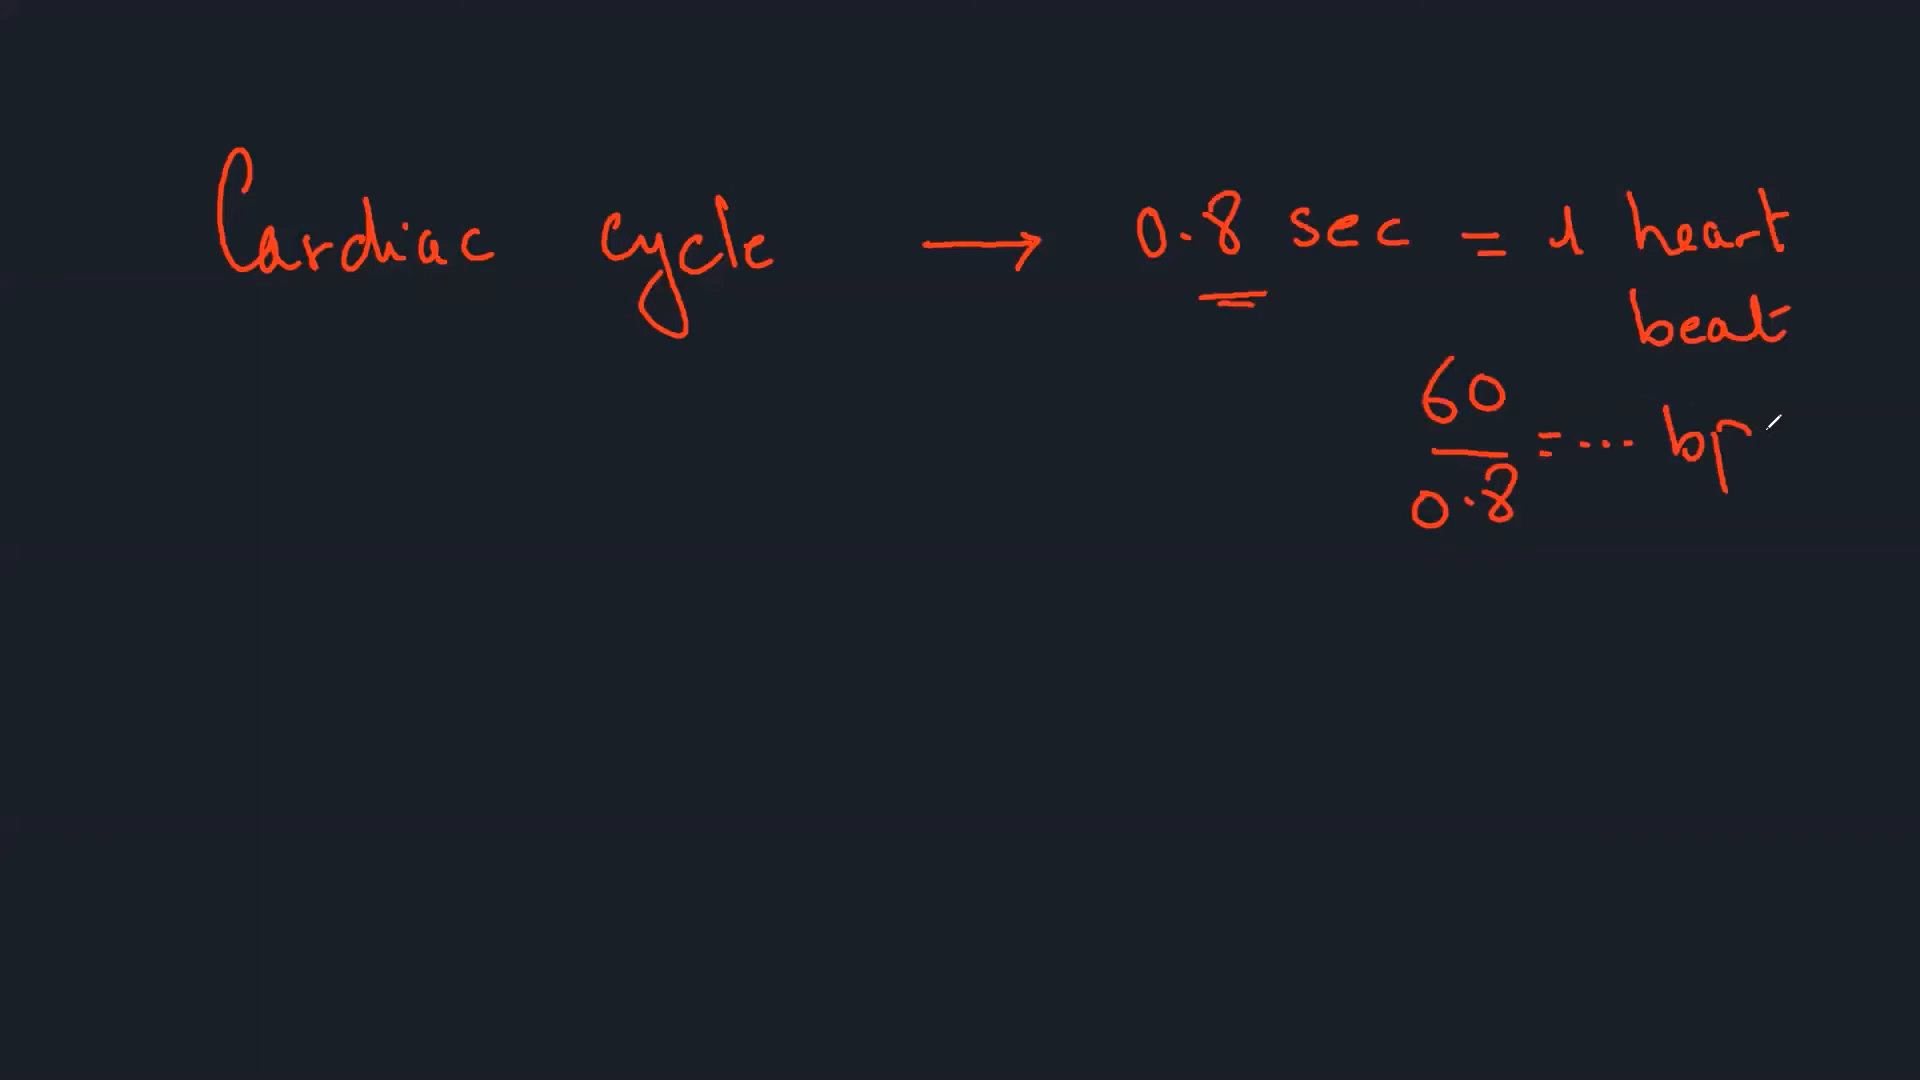 Cardiac cycle → 0.8 sec = 1 heart
beat
60
0.8
= ... bp